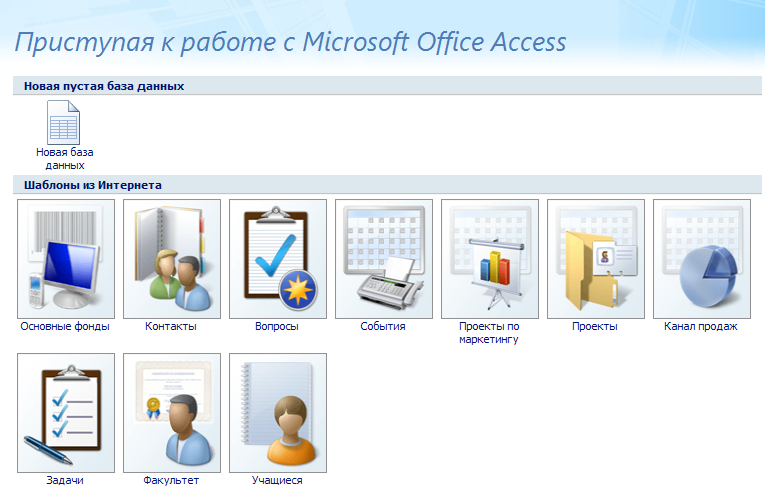 Приступая к работе с Microsoft Office Access
Новая пустая база данных
Новая база
данных
Шаблоны из Интернета
Основные фонды
Контакты
Вопросы
События
Проекты по
маркетингу
Проекты
Канал продаж
Задачи
Факультет
Учащиеся